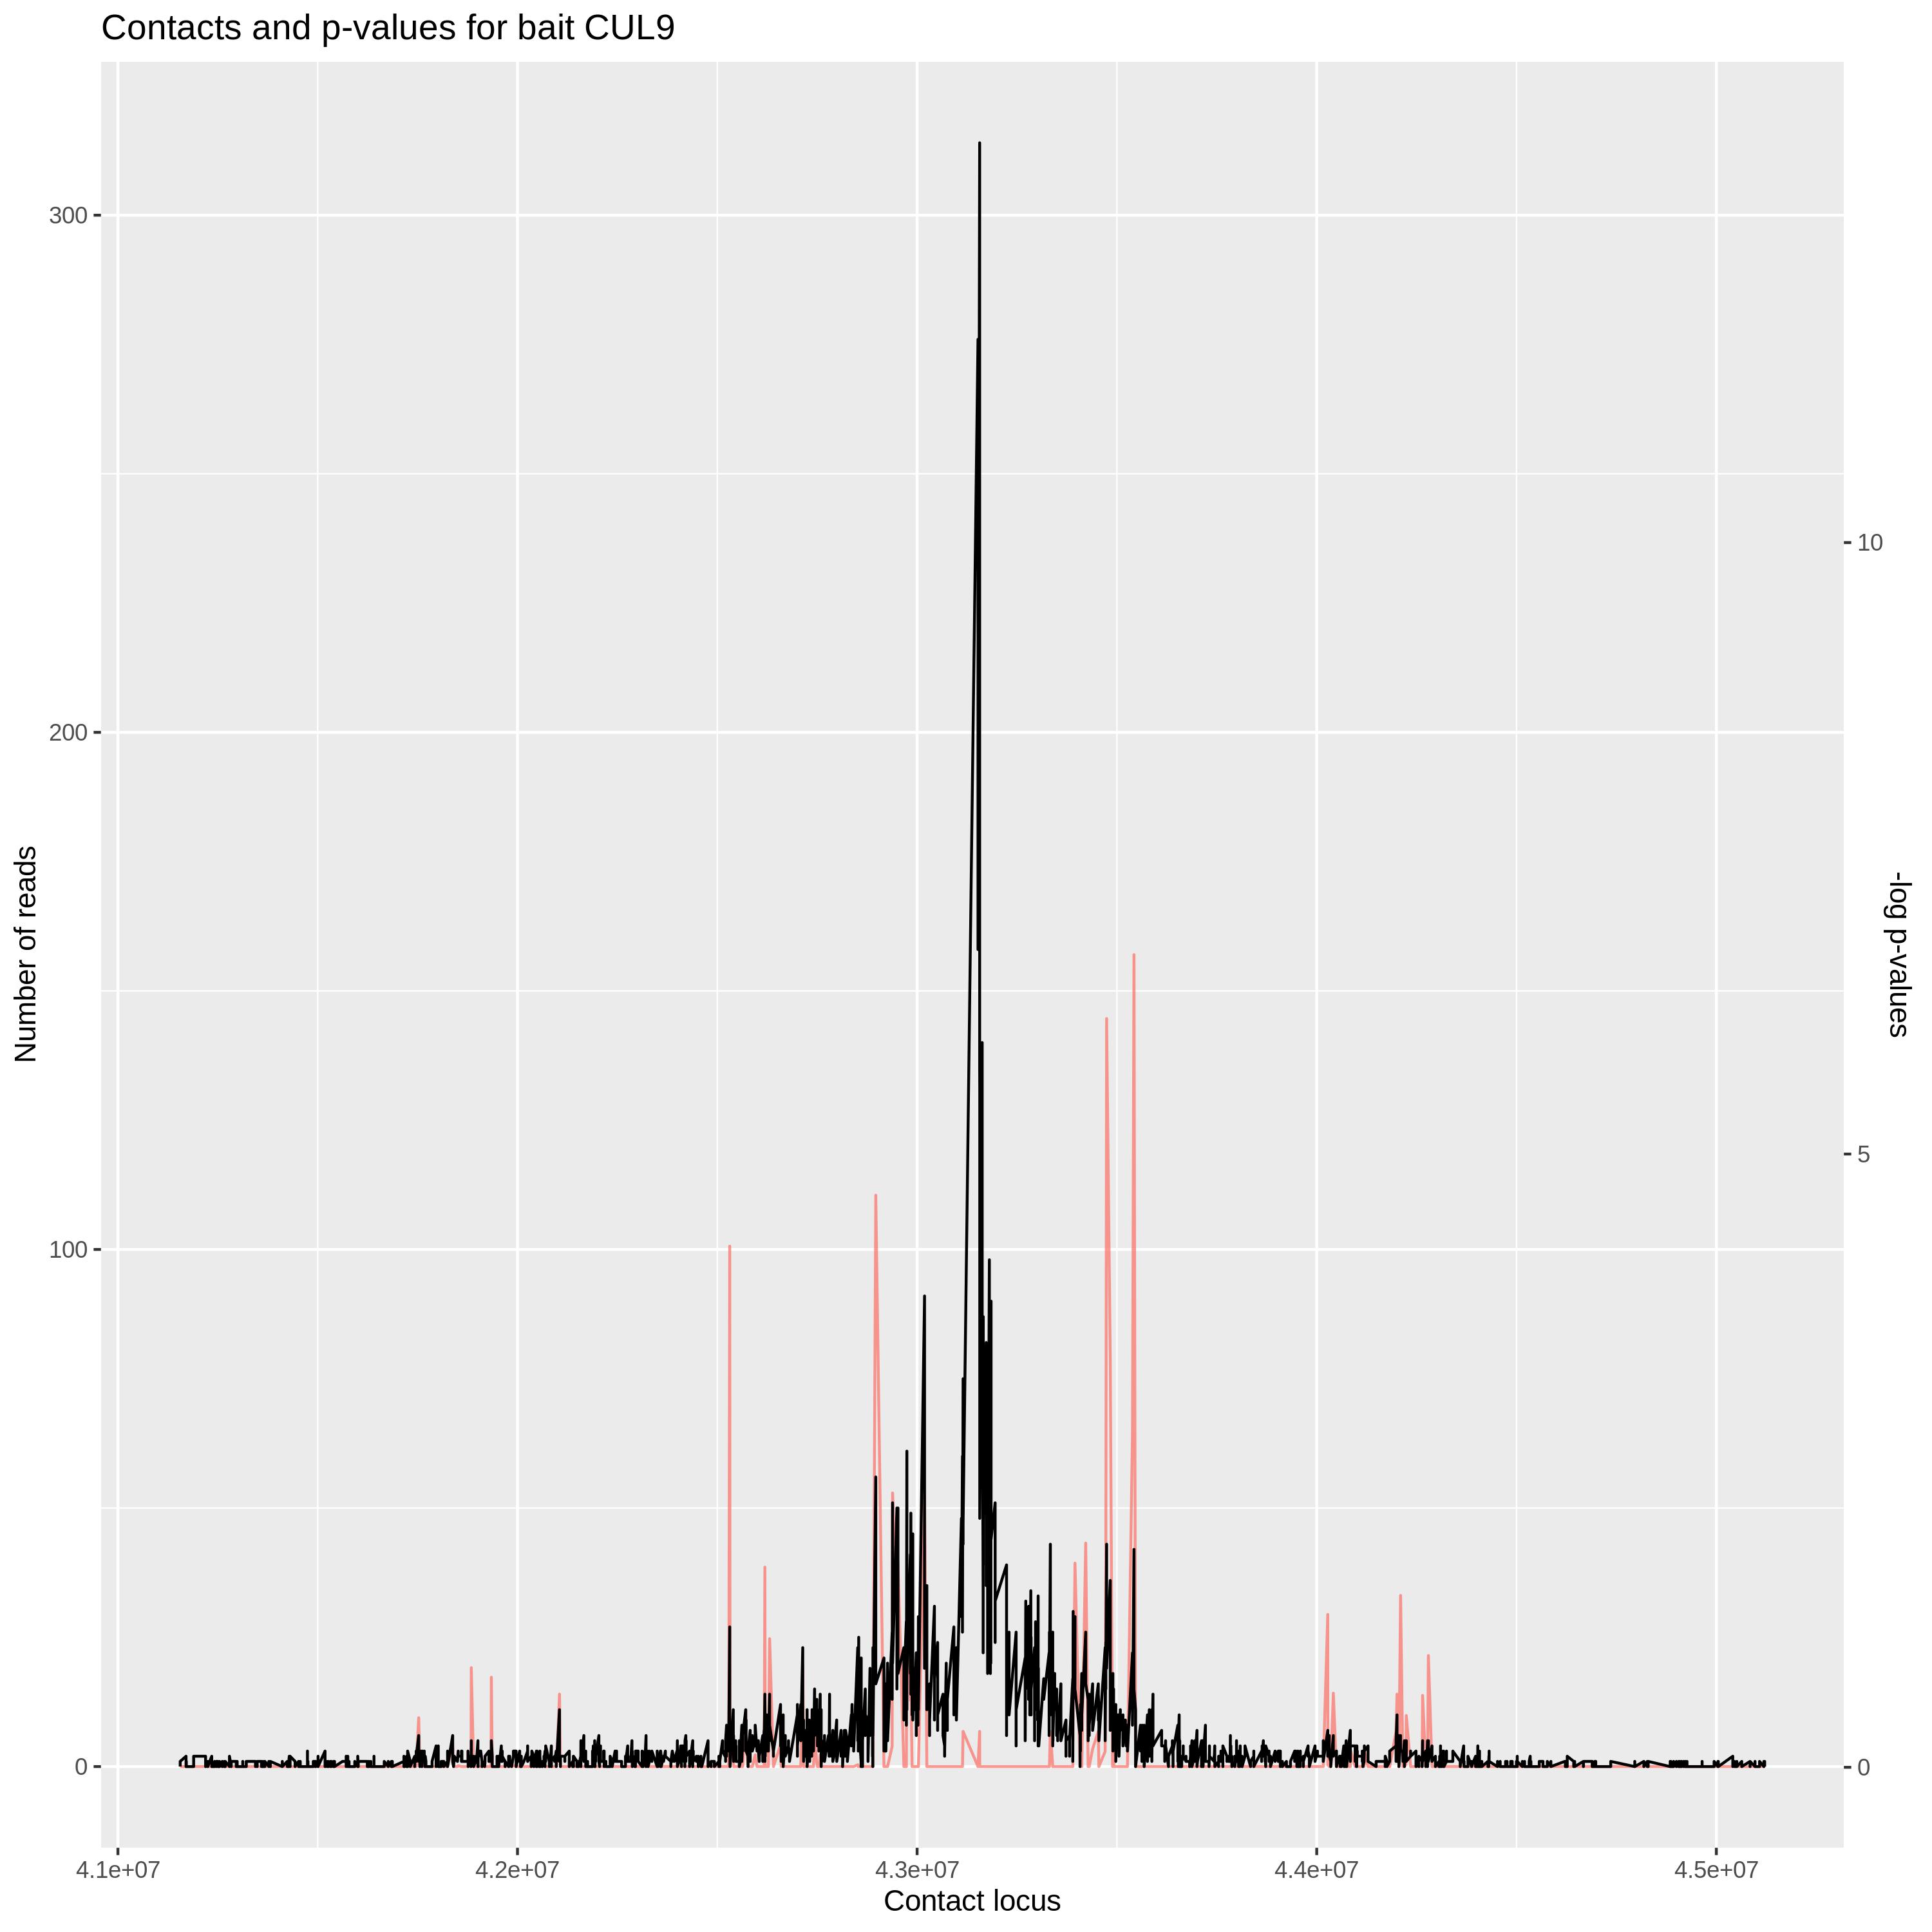 Contacts and p-values for bait CUL9
300
200
100
0
Number of reads
10
5
0
-log p-values
4.1e+07
4.2e+07
4.3e+07
4.4e+07
4.5e+07
Contact locus